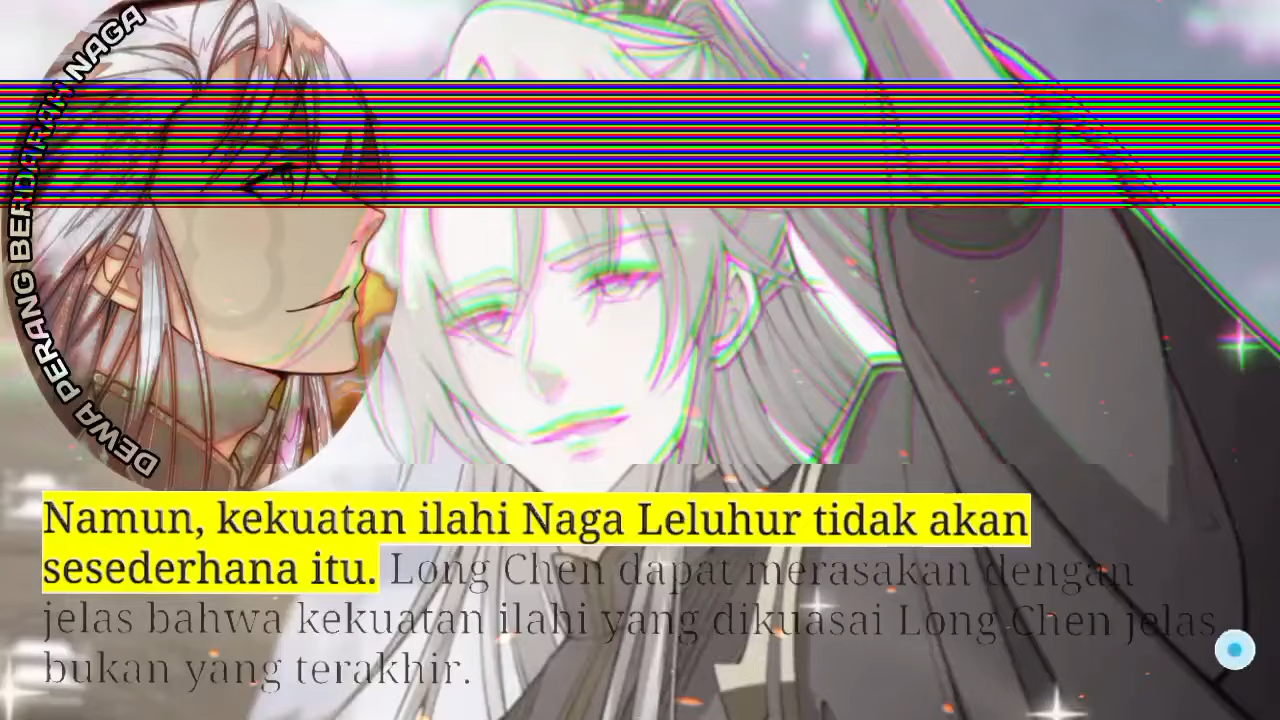 DEWA PERANG BERDARAH NAGA
Namun, kekuatan ilahi Naga Leluhur tidak akan
sesederhana itu. Long Chen dapat merasakan dengan
jelas bahwa kekuatan ilahi yang dikuasai Long Chen jelas
bukan yang terakhir.